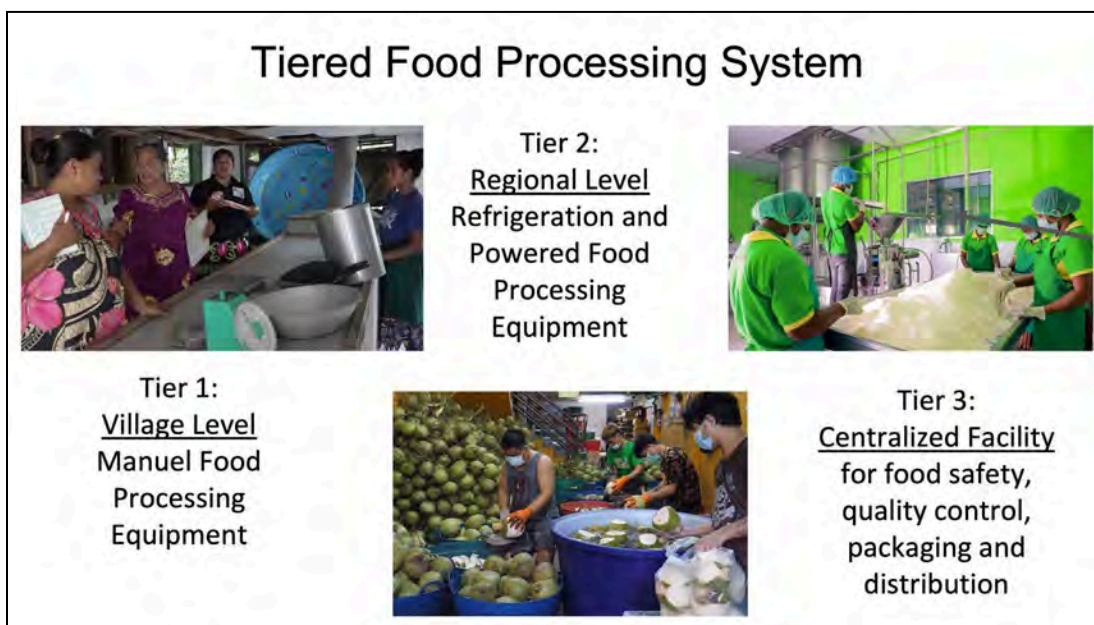 Tiered Food Processing System
Tier 1:
Village Level
Manuel Food
Processing
Equipment
Tier 2:
Regional Level
Refrigeration and
Powered Food
Processing
Equipment
Tier 3:
Centralized Facility
for food safety,
quality control,
packaging and
distribution